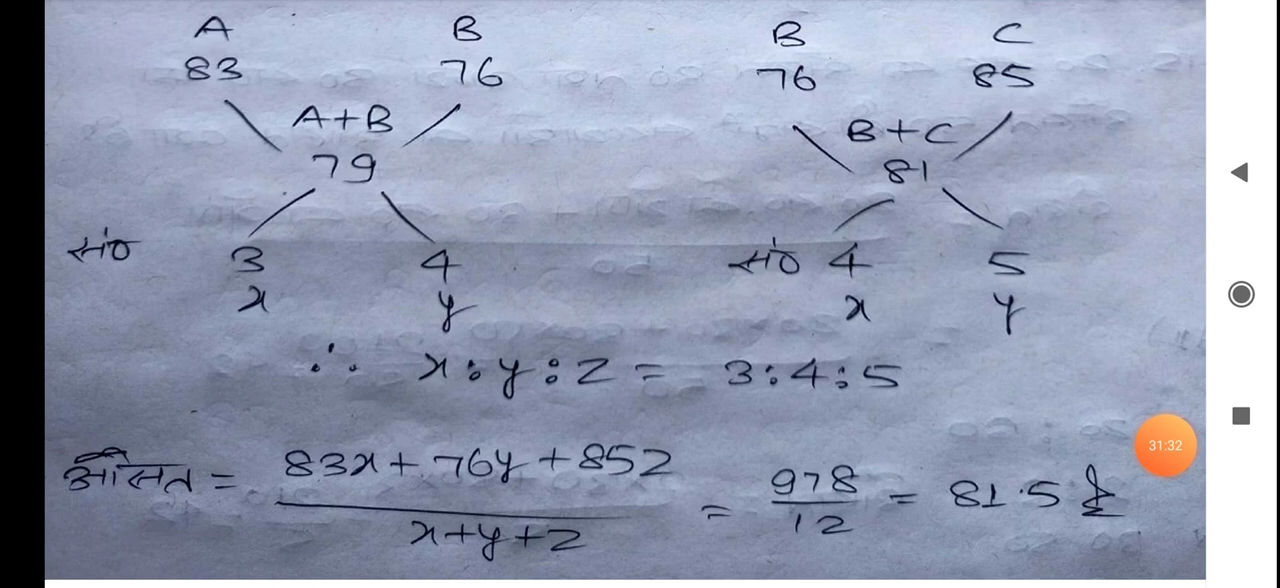 A B B C
83 76 76 85
A+B B+C
79 81
सं० 3 4 सं० 4 5
x y x y
∴ x:y:z = 3:4:5
औसत = 83x+76y+85z / x+y+z = 978/12 = 81.5
31:32